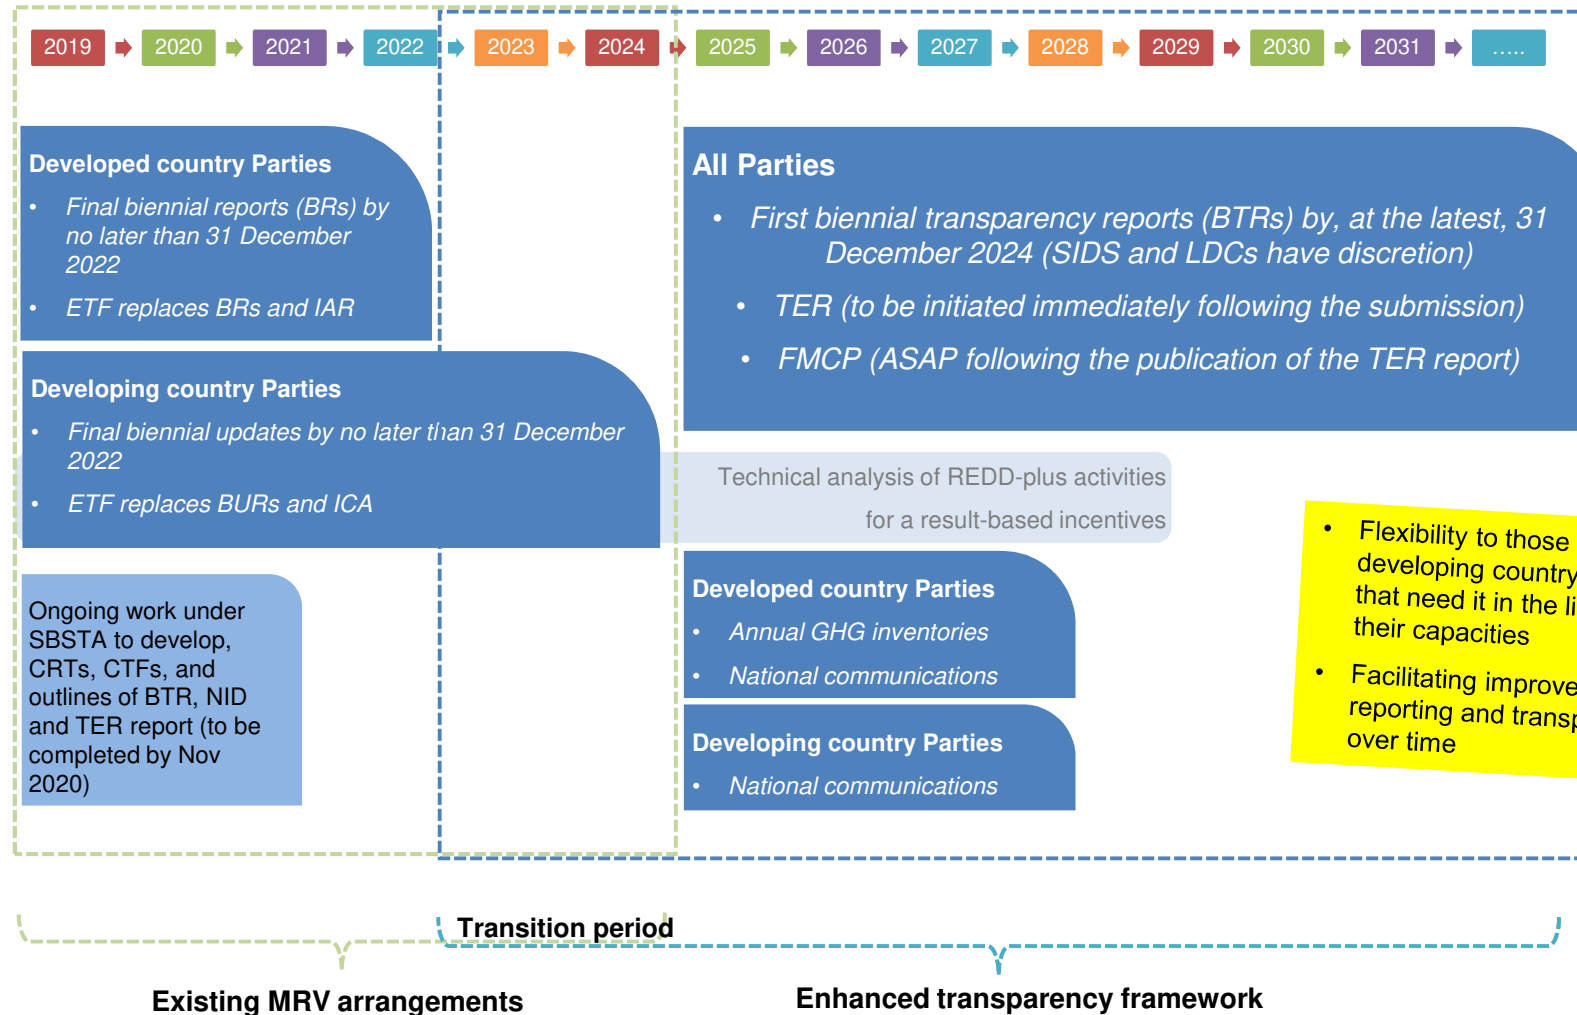 2019 2020 2021 2022 2023 2024 2025 2026 2027 2028 2029 2030 2031 .....
Developed country Parties
• Final biennial reports (BRs) by
no later than 31 December
2022
• ETF replaces BRs and IAR
Developing country Parties
• Final biennial updates by no later than 31 December
2022
• ETF replaces BURs and ICA
Ongoing work under
SBSTA to develop,
CRTs, CTFs, and
outlines of BTR, NID
and TER report (to be
completed by Nov
2020)
All Parties
• First biennial transparency reports (BTRs) by, at the latest, 31
December 2024 (SIDS and LDCs have discretion)
• TER (to be initiated immediately following the submission)
• FMCP (ASAP following the publication of the TER report)
Technical analysis of REDD-plus activities
for a result-based incentives
Developed country Parties
• Annual GHG inventories
• National communications
Developing country Parties
• National communications
• Flexibility to those
developing country
that need it in the
their capacities
• Facilitating
reporting and
over time
Transition period
Existing MRV arrangements
Enhanced transparency framework